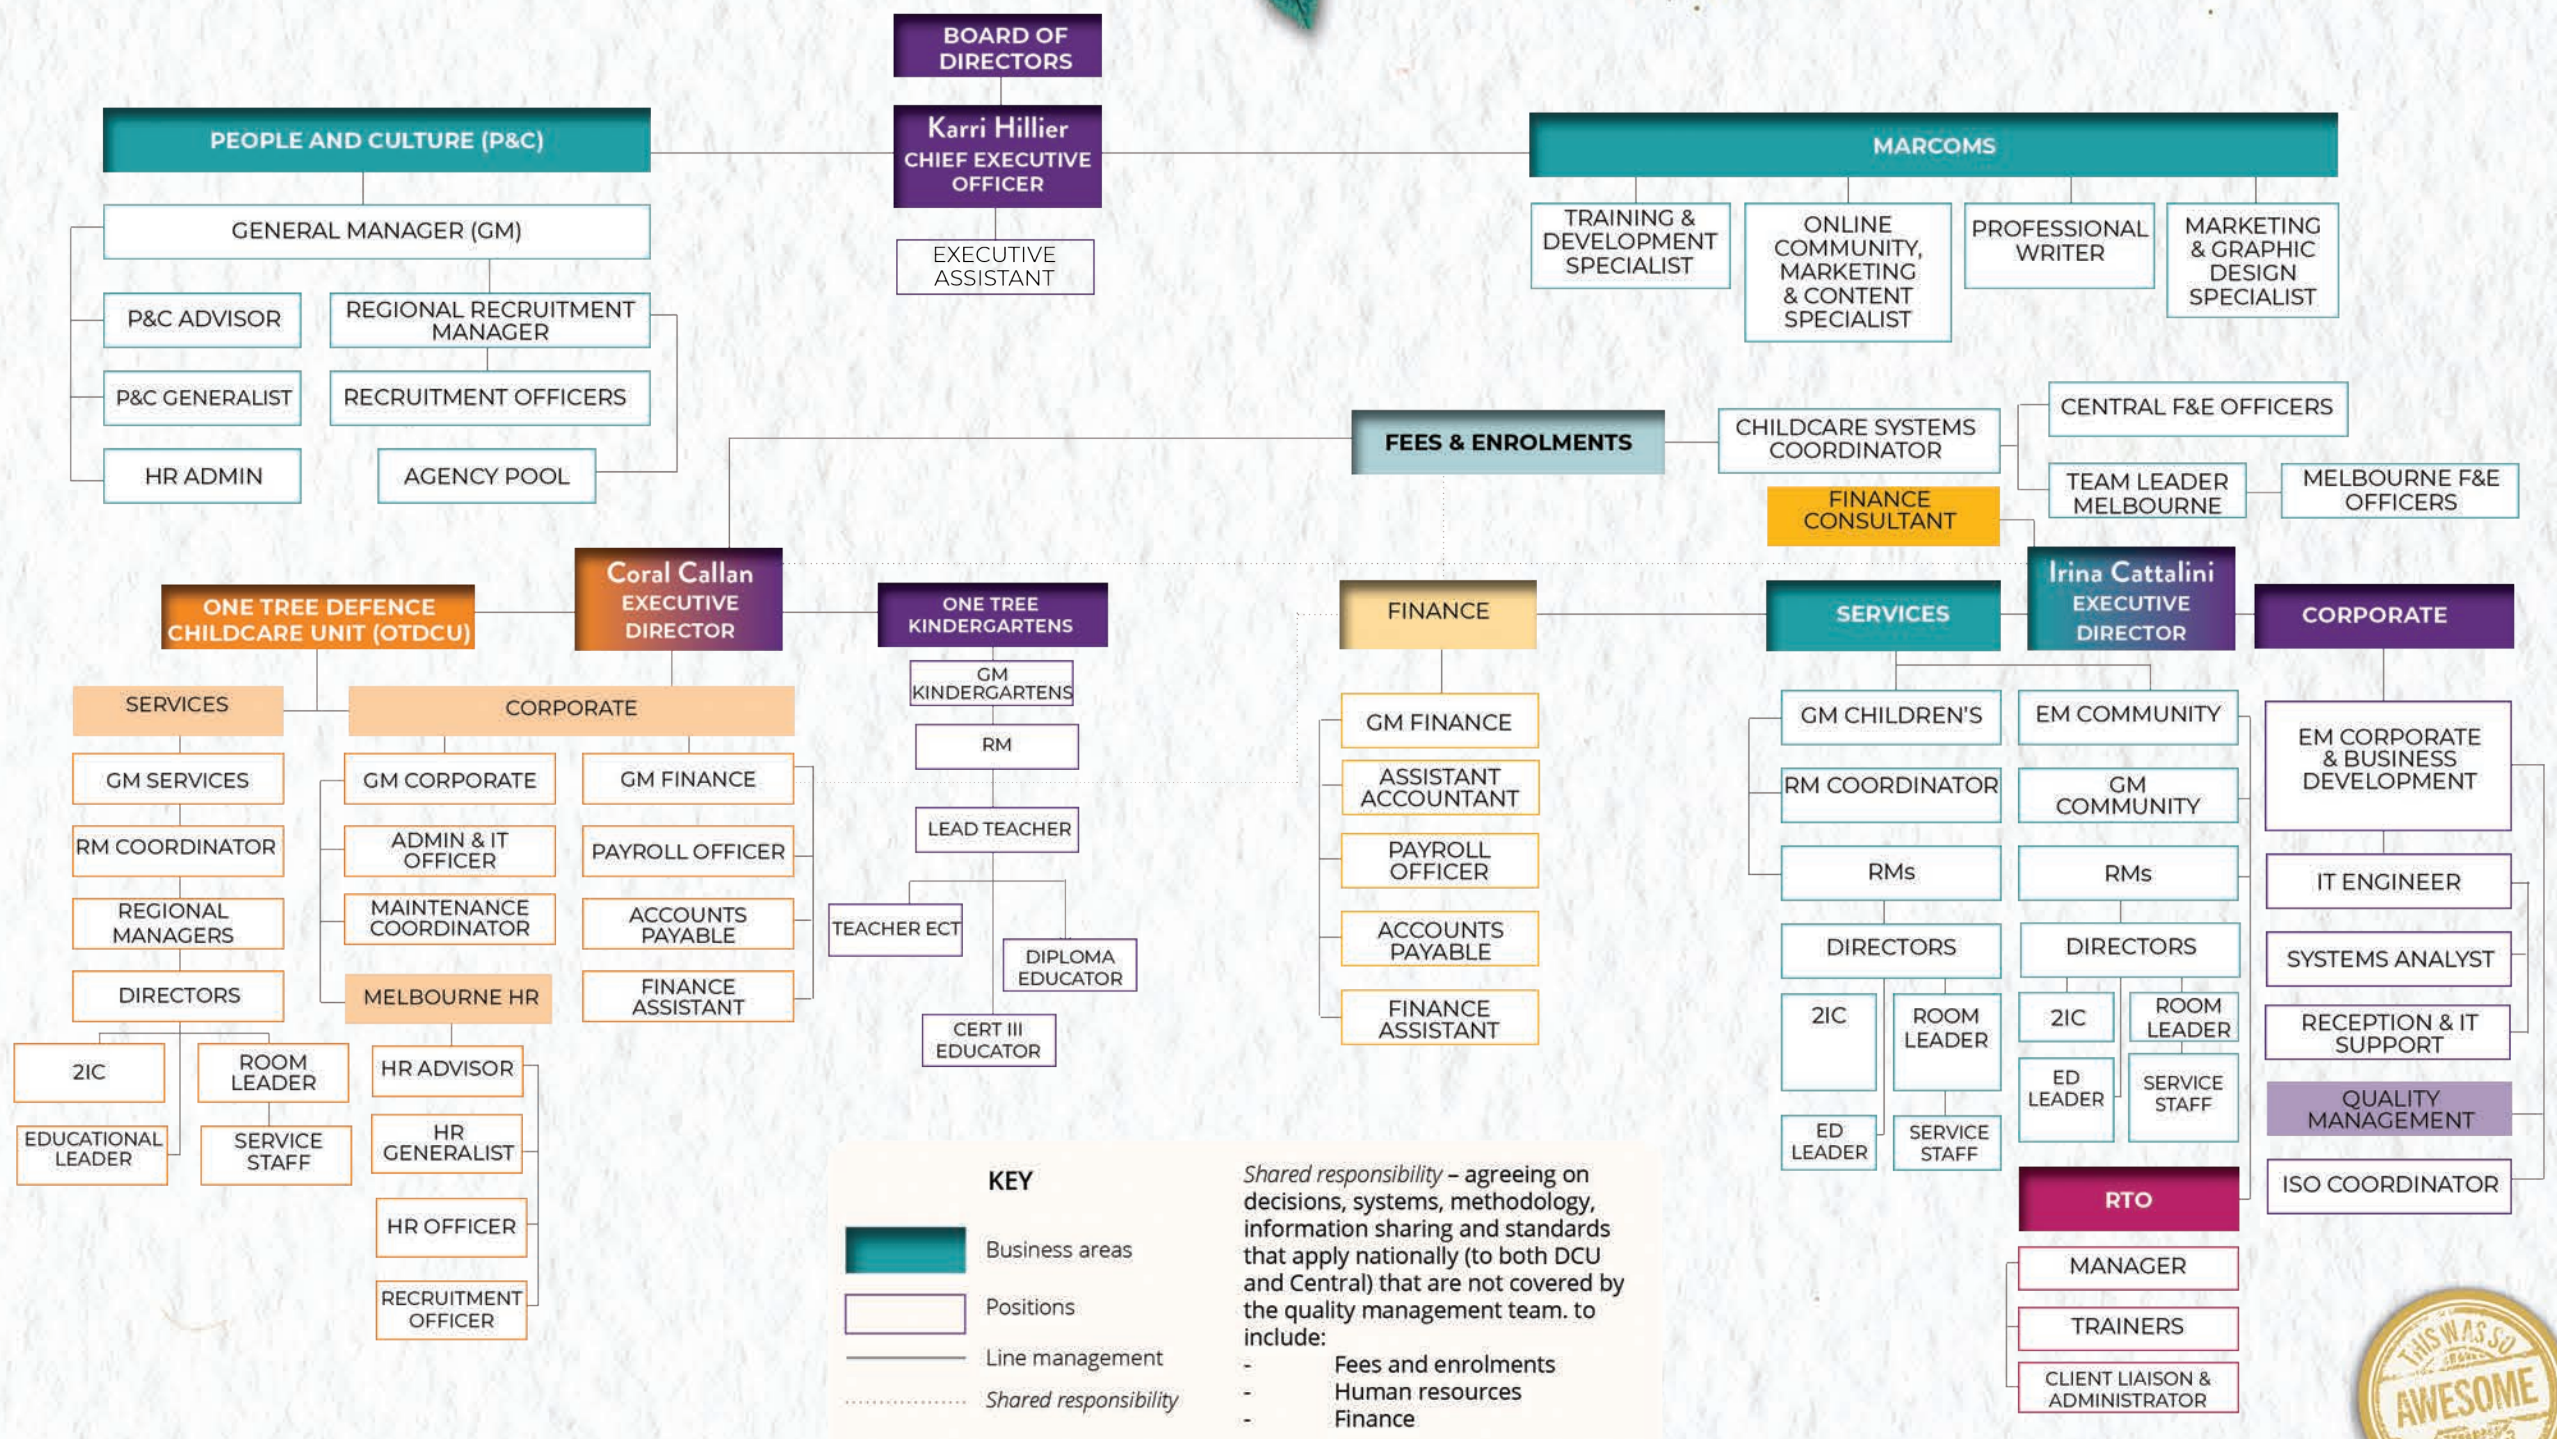 BOARD OF
DIRECTORS
Karri Hillier
CHIEF EXECUTIVE
OFFICER
EXECUTIVE
ASSISTANT
PEOPLE AND CULTURE (P&C)
GENERAL MANAGER (GM)
P&C ADVISOR
P&C GENERALIST
HR ADMIN
REGIONAL RECRUITMENT
MANAGER
RECRUITMENT OFFICERS
AGENCY POOL
MARCOMS
TRAINING &
DEVELOPMENT
SPECIALIST
ONLINE
COMMUNITY,
MARKETING
& CONTENT
SPECIALIST
PROFESSIONAL
WRITER
MARKETING
& GRAPHIC
DESIGN
SPECIALIST
FEES & ENROLMENTS
CHILDCARE SYSTEMS
COORDINATOR
CENTRAL F&E OFFICERS
TEAM LEADER
MELBOURNE
MELBOURNE F&E
OFFICERS
FINANCE
CONSULTANT
ONE TREE DEFENCE
CHILDCARE UNIT (OTDCU)
Coral Callan
EXECUTIVE
DIRECTOR
ONE TREE
KINDERGARTENS
SERVICES
GM SERVICES
RM COORDINATOR
REGIONAL
MANAGERS
DIRECTORS
2IC
ROOM
LEADER
EDUCATIONAL
LEADER
SERVICE
STAFF
CORPORATE
GM CORPORATE
ADMIN & IT
OFFICER
MAINTENANCE
COORDINATOR
MELBOURNE HR
HR ADVISOR
HR
GENERALIST
HR OFFICER
RECRUITMENT
OFFICER
GM FINANCE
PAYROLL OFFICER
ACCOUNTS
PAYABLE
FINANCE
ASSISTANT
GM
KINDERGARTENS
RM
LEAD TEACHER
TEACHER ECT
DIPLOMA
EDUCATOR
CERT III
EDUCATOR
FINANCE
GM FINANCE
ASSISTANT
ACCOUNTANT
PAYROLL
OFFICER
ACCOUNTS
PAYABLE
FINANCE
ASSISTANT
SERVICES
Irina Cattalini
EXECUTIVE
DIRECTOR
CORPORATE
GM CHILDREN'S
RM COORDINATOR
RMs
DIRECTORS
2IC
ROOM
LEADER
ED
LEADER
SERVICE
STAFF
EM COMMUNITY
GM
COMMUNITY
RMs
DIRECTORS
2IC
ROOM
LEADER
ED
LEADER
SERVICE
STAFF
RTO
MANAGER
TRAINERS
CLIENT LIAISON &
ADMINISTRATOR
EM CORPORATE
& BUSINESS
DEVELOPMENT
IT ENGINEER
SYSTEMS ANALYST
RECEPTION & IT
SUPPORT
QUALITY
MANAGEMENT
ISO COORDINATOR
KEY
Business areas
Positions
Line management
Shared responsibility
Shared responsibility – agreeing on
decisions, systems, methodology,
information sharing and standards
that apply nationally (to both DCU
and Central) that are not covered by
the quality management team. to
include:
- Fees and enrolments
- Human resources
- Finance
THIS WAS SO
AWESOME